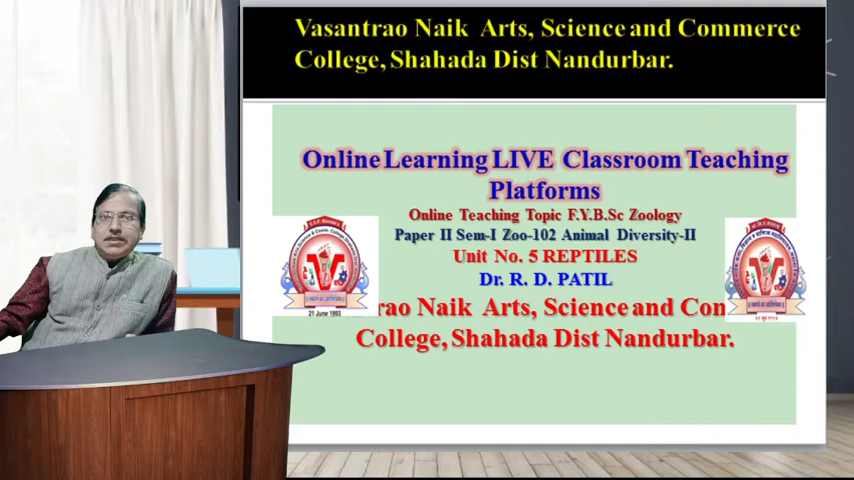 Vasantrao Naik Arts, Science and Commerce
College, Shahada Dist Nandurbar.
Online Learning LIVE Classroom Teaching
Platforms
Online Teaching Topic F.Y.B.Sc Zoology
Paper II Sem-I Zoo-102 Animal Diversity-II
Unit No. 5 REPTILES
Dr. R. D. PATIL
rao Naik Arts, Science and Com
College, Shahada Dist Nandurbar.
21 June 1993